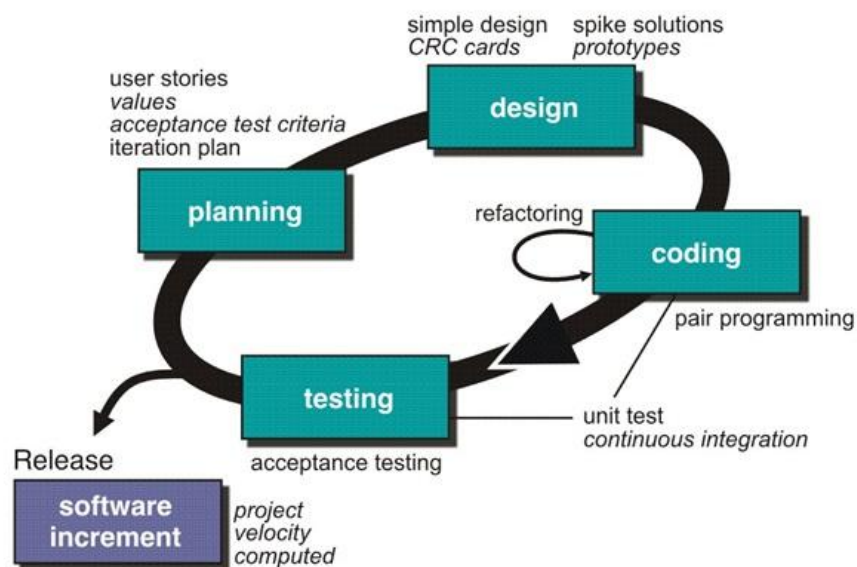 simple design
CRC cards
spike solutions
prototypes
user stories
values
acceptance test criteria
iteration plan
design
planning
refactoring
coding
pair programming
testing
unit test
continuous integration
acceptance testing
Release
software
increment
project
velocity
computed